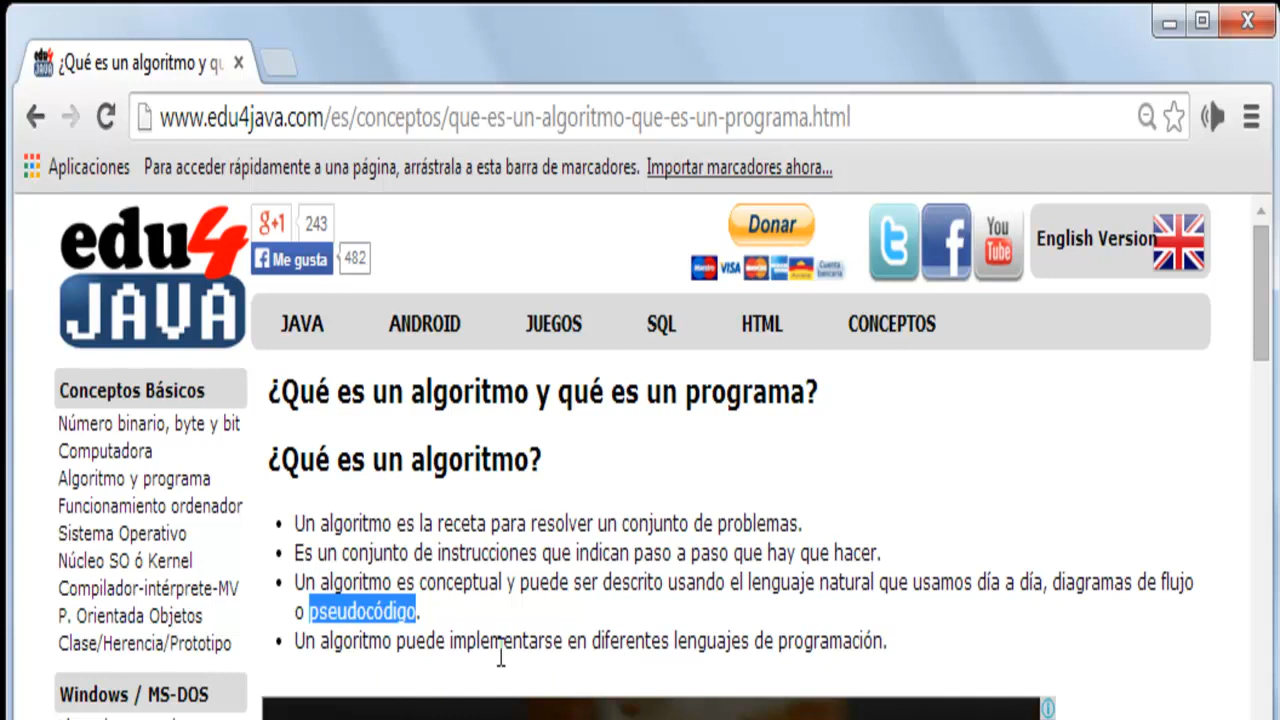 ¿Qué es un algoritmo y qu
www.edu4java.com/es/conceptos/que-es-un-algoritmo-que-es-un-programa.html
Aplicaciones Para acceder rápidamente a una página, arrástrala a esta barra de marcadores. Importar marcadores ahora...
edu4
JAVA
g+1 243
f Me gusta 482
Donar
VISA
Cuenta bancaria
You Tube
English Version
JAVA ANDROID JUEGOS SQL HTML CONCEPTOS
Conceptos Básicos
Número binario, byte y bit
Computadora
Algoritmo y programa
Funcionamiento ordenador
Sistema Operativo
Núcleo SO ó Kernel
Compilador-intérprete-MV
P. Orientada Objetos
Clase/Herencia/Prototipo
Windows / MS-DOS
¿Qué es un algoritmo y qué es un programa?
¿Qué es un algoritmo?
• Un algoritmo es la receta para resolver un conjunto de problemas.
• Es un conjunto de instrucciones que indican paso a paso que hay que hacer.
• Un algoritmo es conceptual y puede ser descrito usando el lenguaje natural que usamos día a día, diagramas de flujo
o pseudocódigo.
• Un algoritmo puede implementarse en diferentes lenguajes de programación.